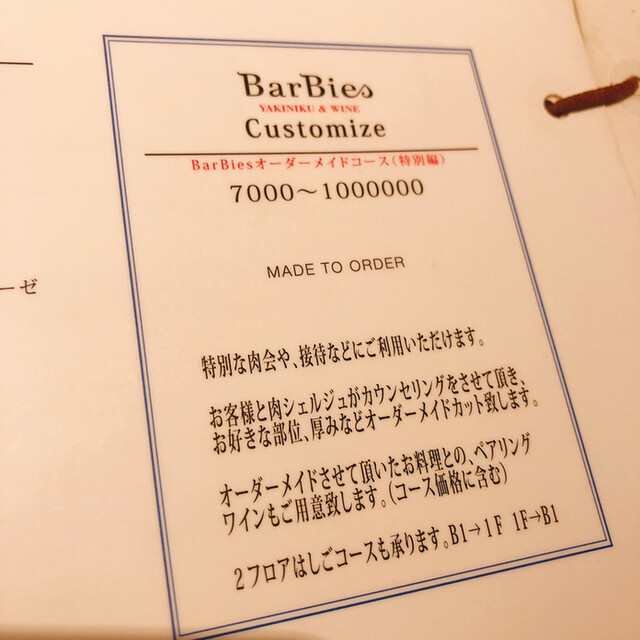 BarBies
YAKINIKU & WINE
Customize
BarBiesオーダーメイドコース(特別編)
7000〜1000000
MADE TO ORDER
ーゼ
特別な肉会や、接待などにご利用いただけます。
お客様と肉シェルジュがカウンセリングをさせて頂き、
お好きな部位、厚みなどオーダーメイドカット致します。
オーダーメイドさせて頂いたお料理との、ペアリング
ワインもご用意致します。(コース価格に含む)
2フロアはしごコースも承ります。B1→1F 1F→B1